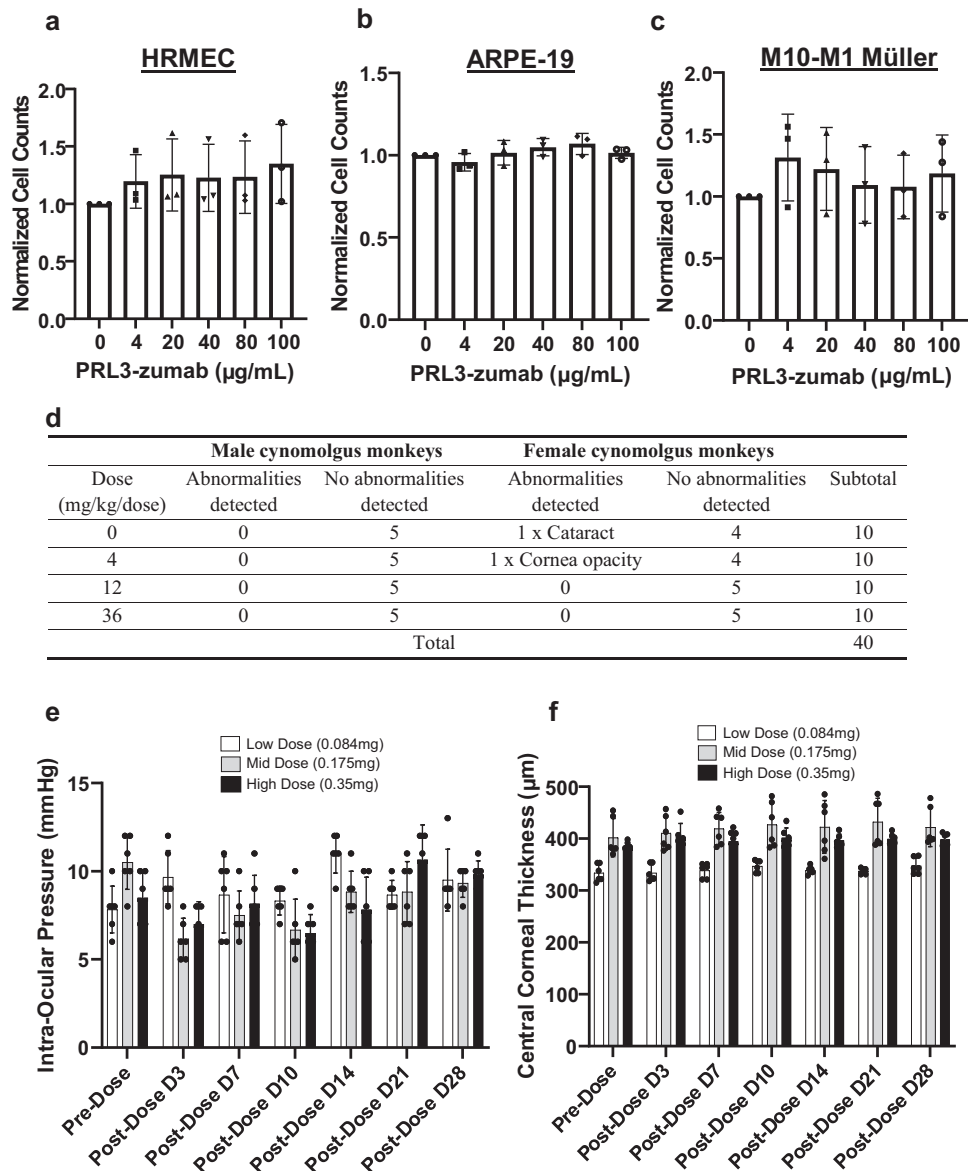 a
HRMEC
Normalized Cell Counts
2.0
1.5
1.0
0.5
0.0
0 4 20 40 80 100
PRL3-zumab (µg/mL)
b
ARPE-19
Normalized Cell Counts
1.5
1.0
0.5
0.0
0 4 20 40 80 100
PRL3-zumab (µg/mL)
c
M10-M1 Müller
Normalized Cell Counts
2.0
1.5
1.0
0.5
0.0
0 4 20 40 80 100
PRL3-zumab (µg/mL)
d
Male cynomolgus monkeys Female cynomolgus monkeys
Dose Abnormalities No abnormalities Abnormalities No abnormalities Subtotal
(mg/kg/dose) detected detected detected detected
0 0 5 1 x Cataract 4 10
4 0 5 1 x Cornea opacity 4 10
12 0 5 0 5 10
36 0 5 0 5 10
Total 40
e
Low Dose (0.084mg)
Mid Dose (0.175mg)
High Dose (0.35mg)
Intra-Ocular Pressure (mmHg)
15
10
5
0
Pre-Dose
Post-Dose D3
Post-Dose D7
Post-Dose D10
Post-Dose D14
Post-Dose D21
Post-Dose D28
f
Low Dose (0.084mg)
Mid Dose (0.175mg)
High Dose (0.35mg)
Central Corneal Thickness (µm)
500
400
300
200
100
0
Pre-Dose
Post-Dose D3
Post-Dose D7
Post-Dose D10
Post-Dose D14
Post-Dose D21
Post-Dose D28